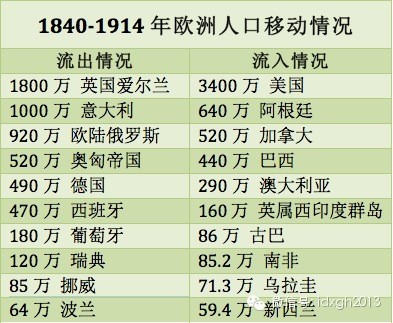 1840-1914 年欧洲人口移动情况
流出情况 流入情况
1800 万 英国爱尔兰 3400 万 美国
1000 万 意大利 640 万 阿根廷
920 万 欧陆俄罗斯 520 万 加拿大
520 万 奥匈帝国 440 万 巴西
490 万 德国 290 万 澳大利亚
470 万 西班牙 160 万 英属西印度群岛
180 万 葡萄牙 86 万 古巴
120 万 瑞典 85.2 万 南非
85 万 挪威 71.3 万 乌拉圭
64 万 波兰 59.4 万 新西兰
微信号: idxgh2013